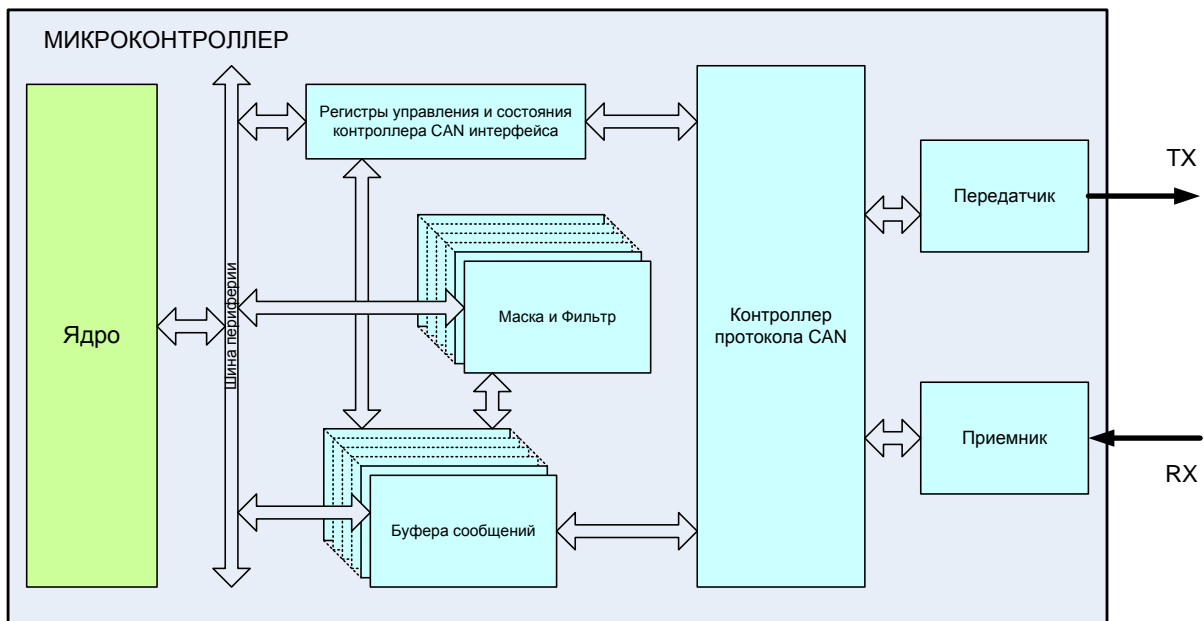 МИКРОКОНТРОЛЛЕР
Регистры управления и состояния
контроллера CAN интерфейса
TX
Передатчик
Шина периферии
Маска и Фильтр
Ядро
Контроллер
протокола CAN
Приемник
RX
Буфера сообщений